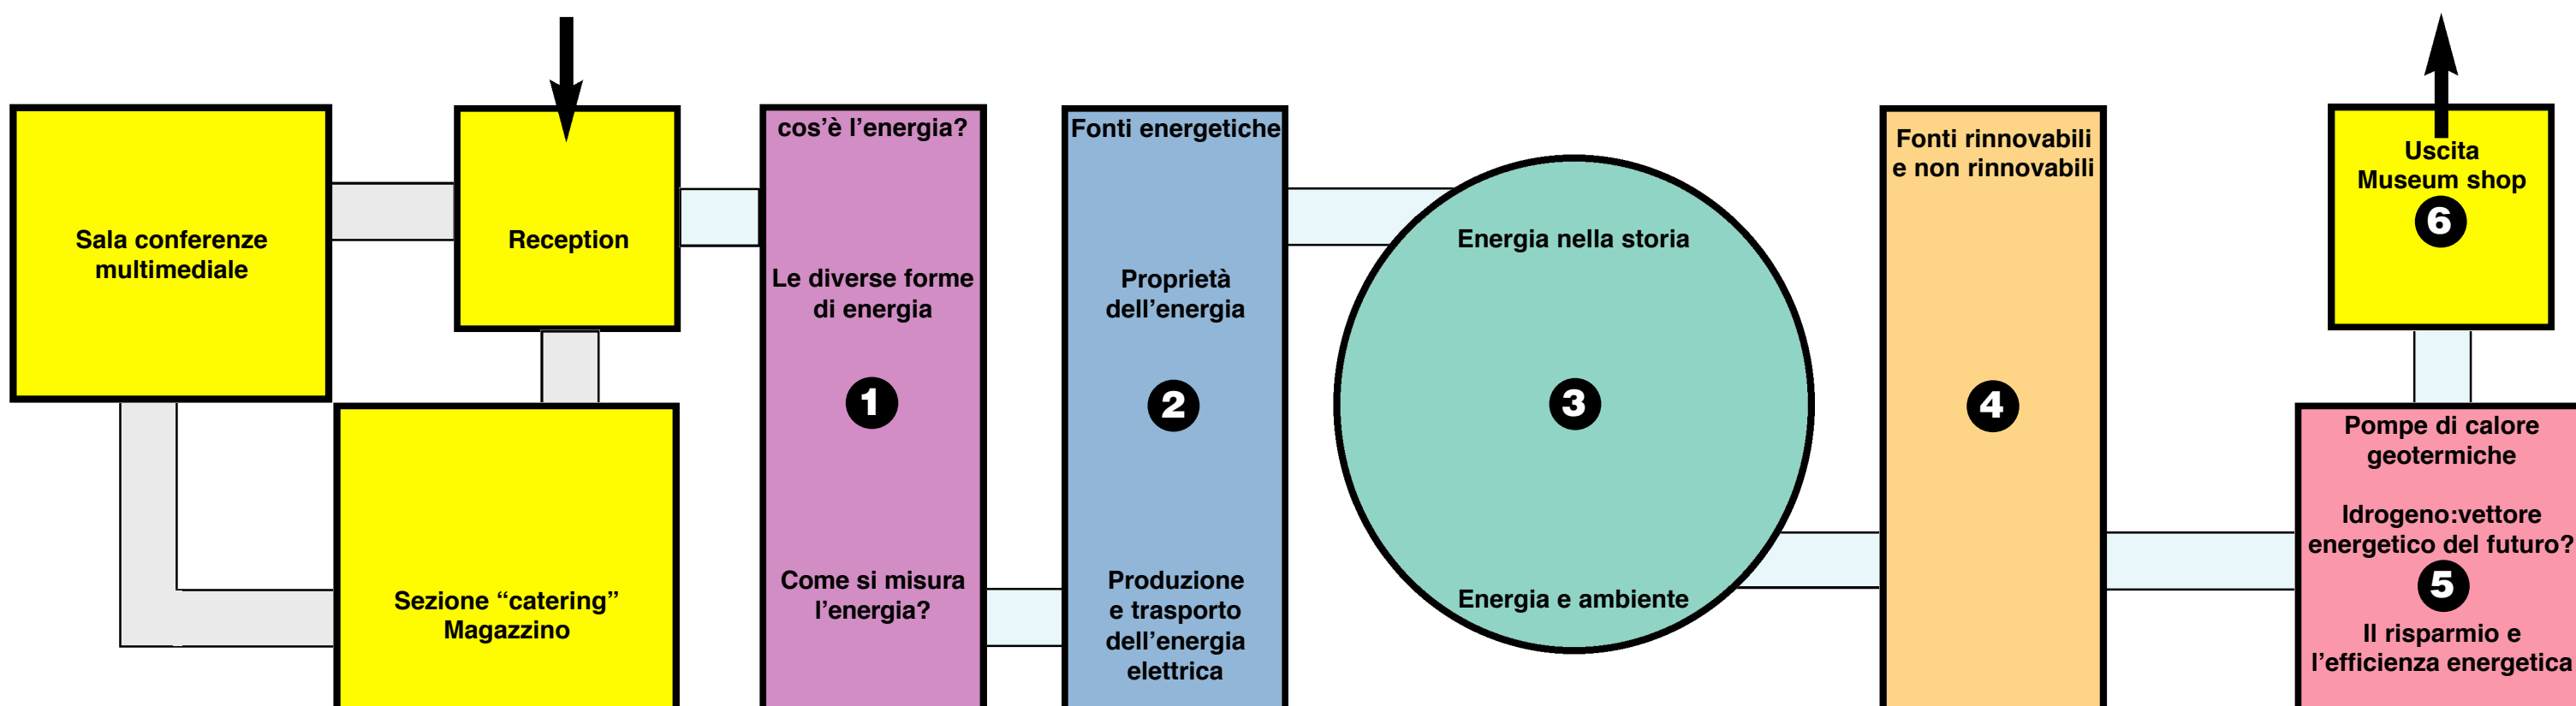 Sala conferenze
multimediale
Reception
Sezione “catering”
Magazzino
cos’è l’energia?
Le diverse forme
di energia
1
Come si misura
l’energia?
Fonti energetiche
Proprietà
dell’energia
2
Produzione
e trasporto
dell’energia
elettrica
Energia nella storia
3
Energia e ambiente
Fonti rinnovabili
e non rinnovabili
4
Uscita
Museum shop
6
Pompe di calore
geotermiche
Idrogeno:vettore
energetico del futuro?
5
Il risparmio e
l’efficienza energetica